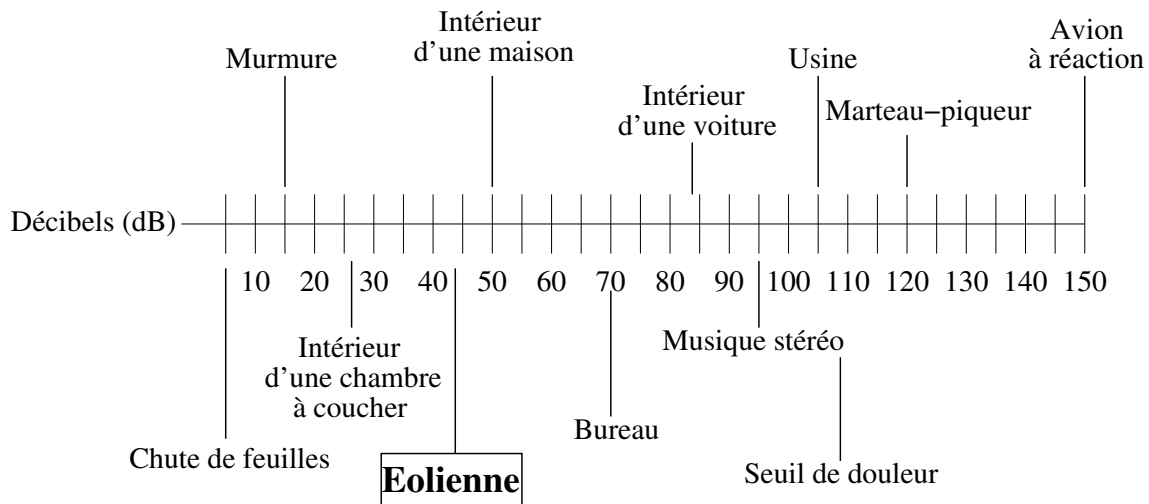 Murmure
Intérieur
d'une maison
Intérieur
d'une voiture
Usine
Marteau−piqueur
Avion
à réaction
Décibels (dB)
10 20 30 40 50 60 70 80 90 100 110 120 130 140 150
Chute de feuilles
Intérieur
d'une chambre
à coucher
Eolienne
Bureau
Musique stéréo
Seuil de douleur